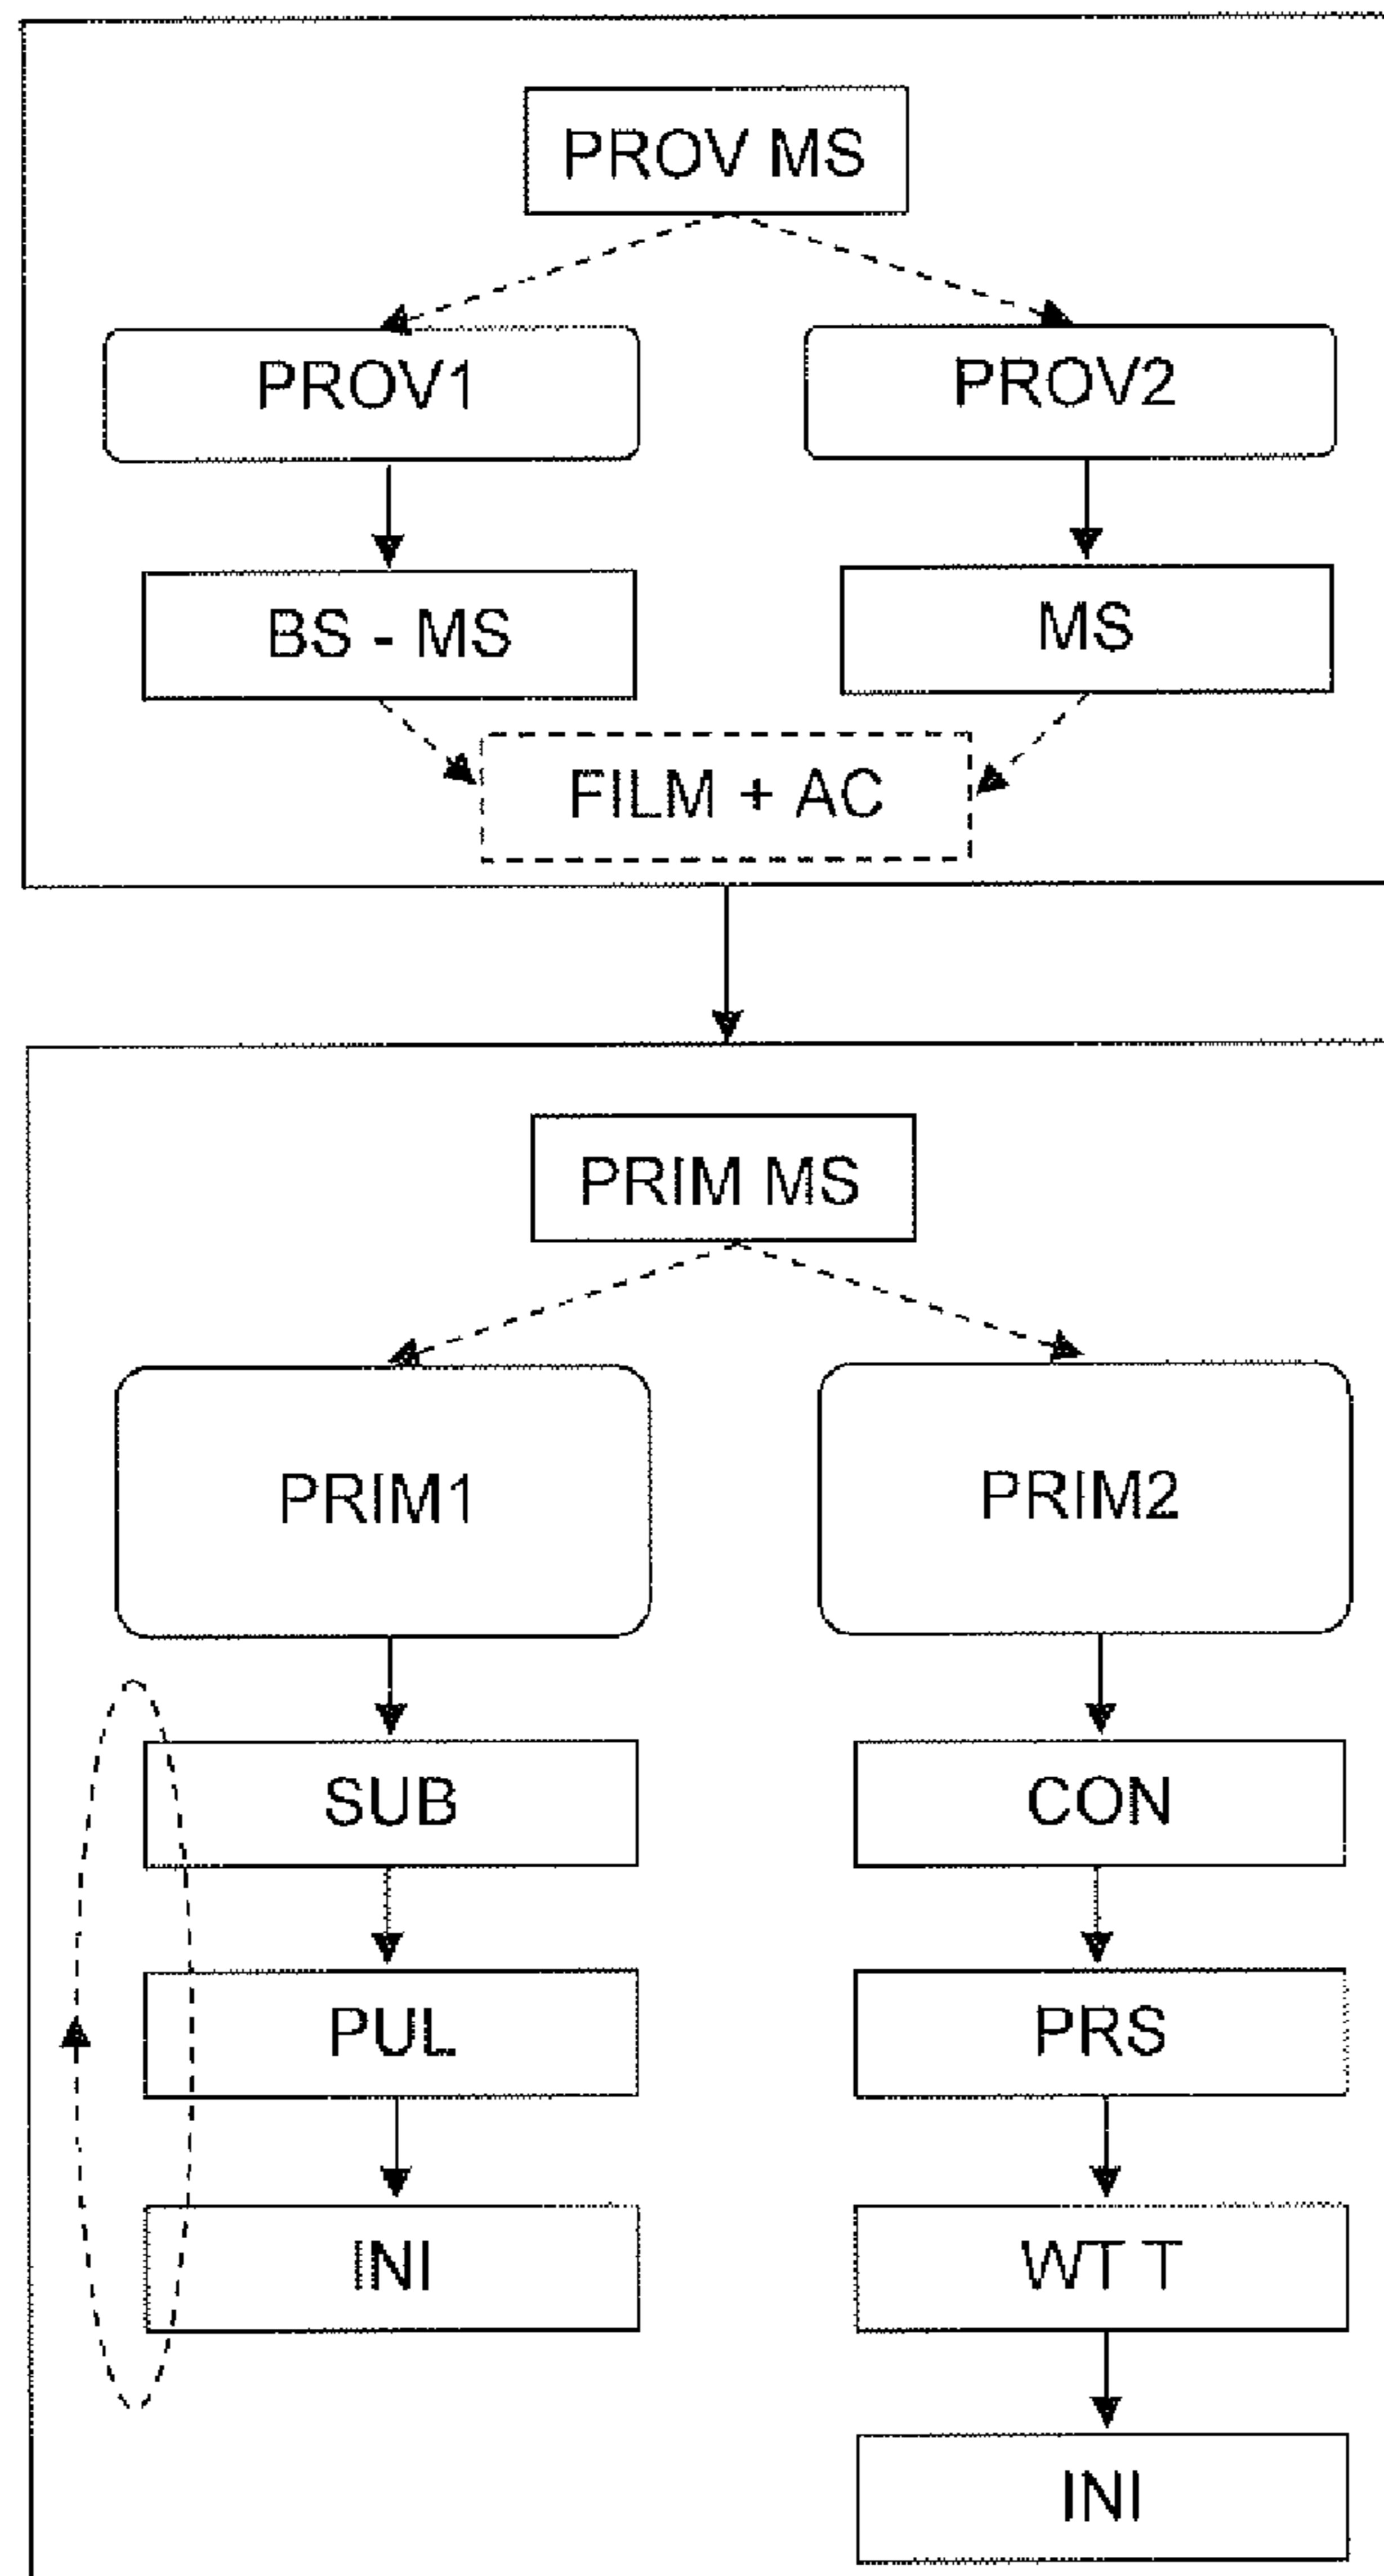 PROV MS
PROV1
PROV2
BS - MS
MS
FILM + AC
PRIM MS
PRIM1
PRIM2
SUB
CON
PUL
PRS
INI
WT T
INI